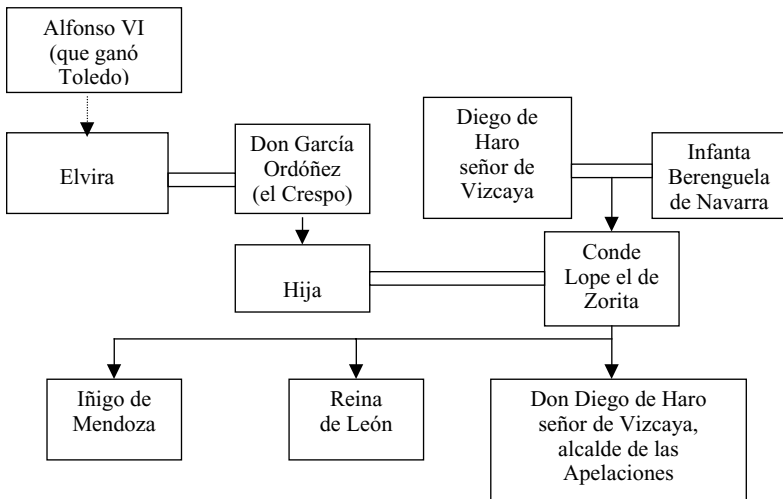 Alfonso VI
(que ganó
Toledo)
Elvira
Don García
Ordóñez
(el Crespo)
Diego de
Haro
señor de
Vizcaya
Infanta
Berenguela
de Navarra
Hija
Conde
Lope el de
Zorita
Iñigo de
Mendoza
Reina
de León
Don Diego de Haro
señor de Vizcaya,
alcalde de las
Apelaciones